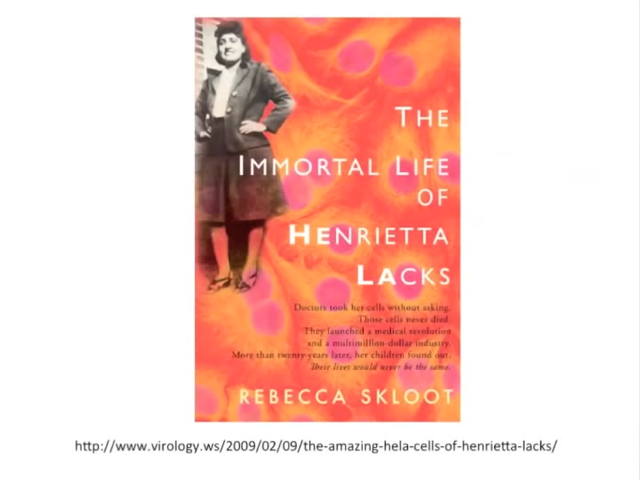 THE
IMMORTAL LIFE
OF
HENRIETTA
LACKS
Doctors took her cells without asking.
Those cells never died.
They launched a medical revolution
and a multimillion-dollar industry.
More than twenty years later, her children found out.
Their lives would never be the same.
REBECCA SKLOOT
http://www.virology.ws/2009/02/09/the-amazing-hela-cells-of-henrietta-lacks/